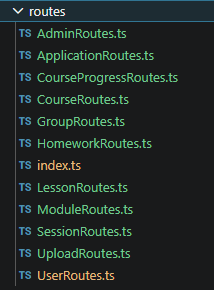 routes
TS AdminRoutes.ts
TS ApplicationRoutes.ts
TS CourseProgressRoutes.ts
TS CourseRoutes.ts
TS GroupRoutes.ts
TS HomeworkRoutes.ts
TS index.ts
TS LessonRoutes.ts
TS ModuleRoutes.ts
TS SessionRoutes.ts
TS UploadRoutes.ts
TS UserRoutes.ts